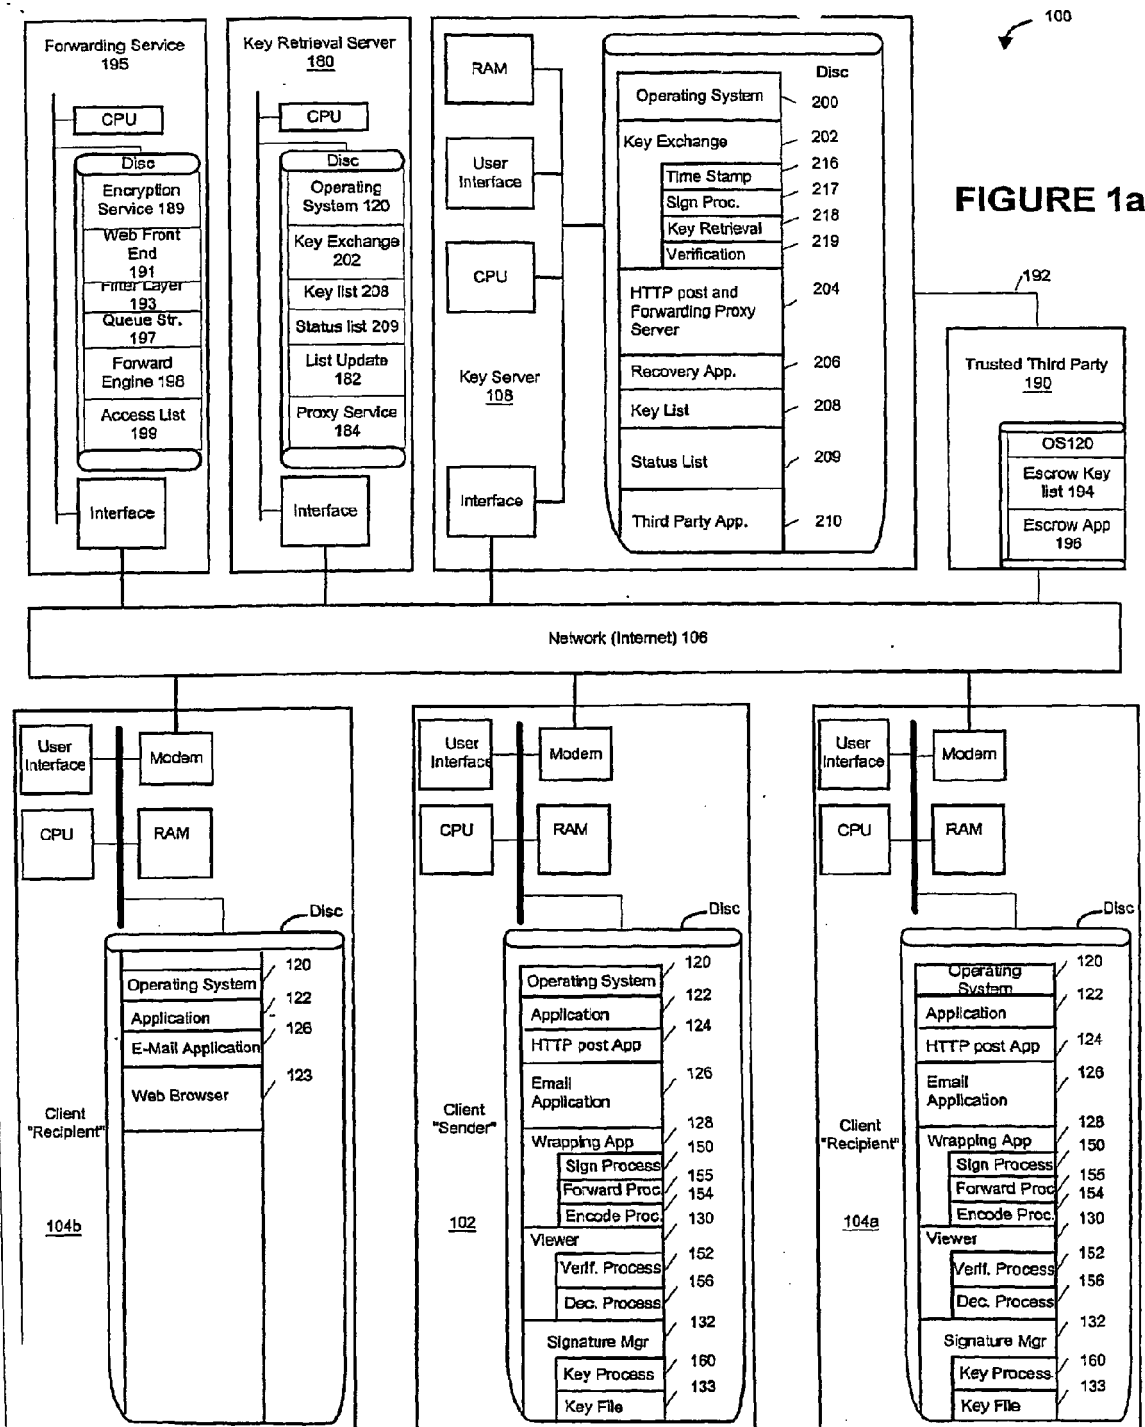 100
FIGURE 1a
Forwarding Service
195
CPU
Disc
Encryption
Service 189
Web Front
End
191
Filter Layer
193
Queue Str.
197
Forward
Engine 198
Access List
199
Interface
Key Retrieval Server
180
CPU
Disc
Operating
System 120
Key Exchange
202
Key list 208
Status list 209
List Update
182
Proxy Service
184
Interface
RAM
User
Interface
CPU
Key Server
108
Interface
Disc
Operating System
200
Key Exchange
202
Time Stamp
216
Sign Proc.
217
Key Retrieval
218
Verification
219
HTTP post and
Forwarding Proxy
Server
204
Recovery App.
206
Key List
208
Status List
209
Third Party App.
210
192
Trusted Third Party
190
OS120
Escrow Key
list 194
Escrow App
196
Network (Internet) 106
User
Interface
Modem
CPU
RAM
Disc
Operating System
120
Application
122
E-Mail Application
126
Web Browser
123
Client
"Recipient"
104b
User
Interface
Modem
CPU
RAM
Disc
Operating System
120
Application
122
HTTP post App
124
Email
Application
126
Wrapping App
128
Sign Process
150
Forward Proc.
155
Encode Proc.
154
Viewer
130
Verif. Process
152
Dec. Process
156
Signature Mgr
132
Key Process
160
Key File
133
Client
"Sender"
102
User
Interface
Modem
CPU
RAM
Disc
Operating
System
120
Application
122
HTTP post App
124
Email
Application
126
Wrapping App
128
Sign Process
150
Forward Proc
155
Encode Proc.
154
Viewer
130
Verif. Process
152
Dec. Process
156
Signature Mgr
132
Key Process
160
Key File
133
Client
"Recipient"
104a